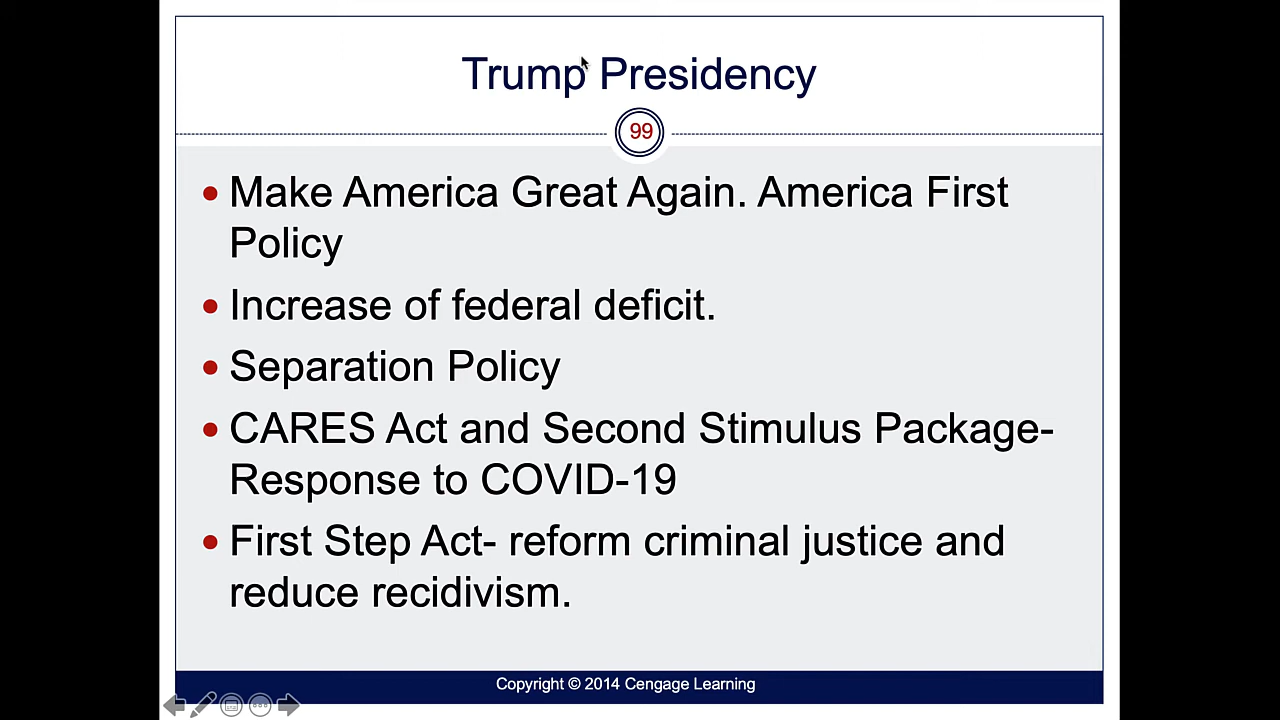 Trump Presidency
99
Make America Great Again. America First
Policy
Increase of federal deficit.
Separation Policy
CARES Act and Second Stimulus Package-
Response to COVID-19
First Step Act- reform criminal justice and
reduce recidivism.
Copyright © 2014 Cengage Learning